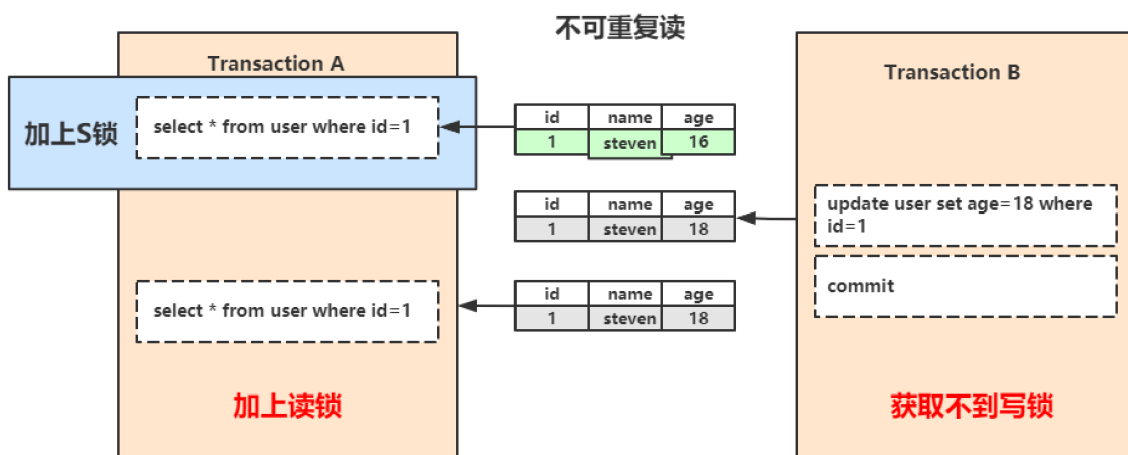 不可重复读
Transaction A
加上S锁
select * from user where id=1
id name age
1 steven 16
Transaction B
id name age
1 steven 18
update user set age=18 where
id=1
commit
select * from user where id=1
id name age
1 steven 18
加上读锁
获取不到写锁